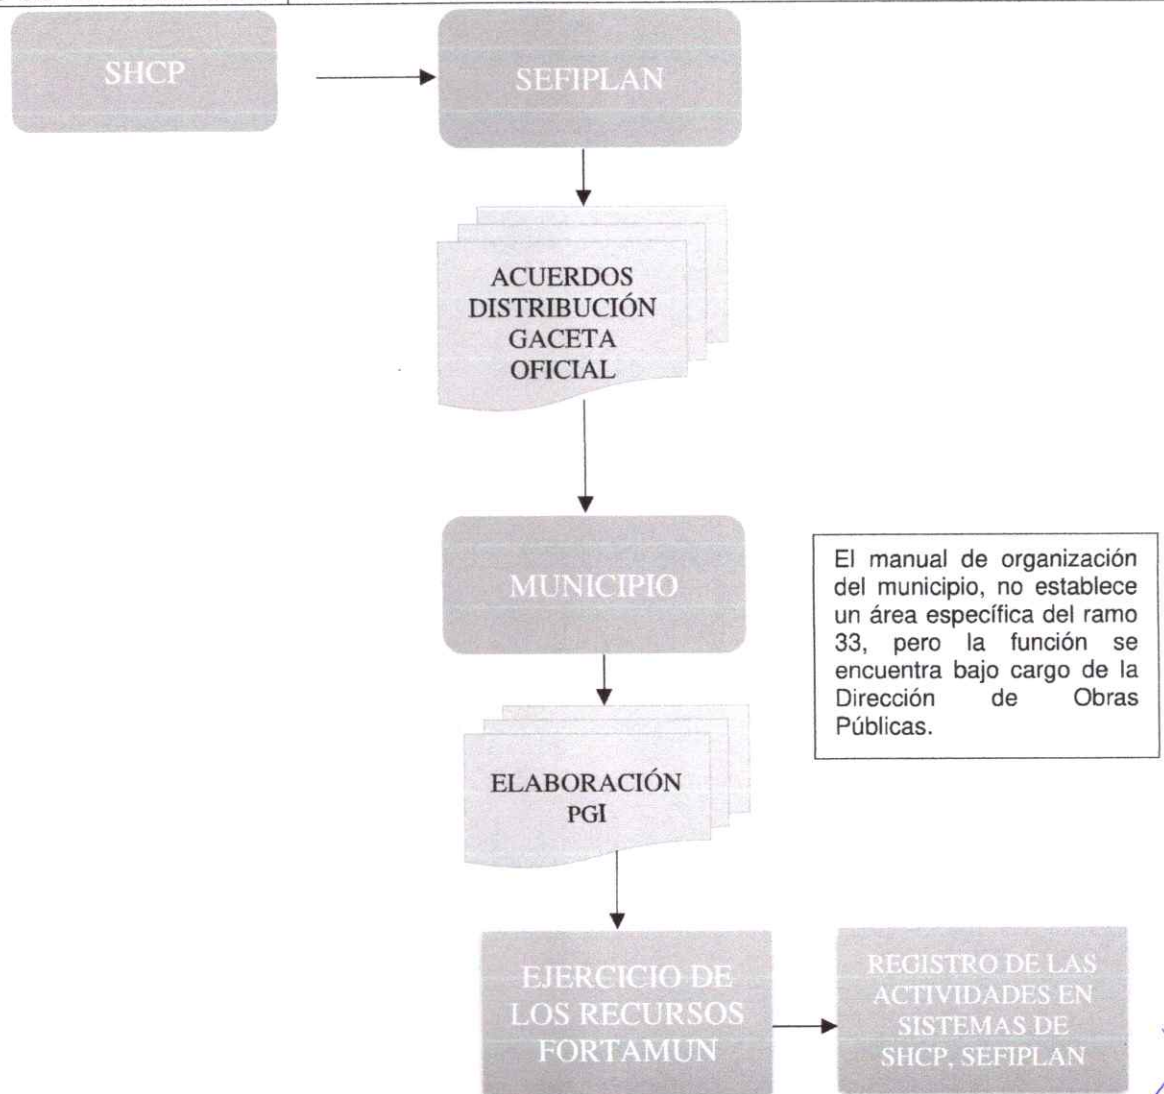 SHCP
SEFIPLAN
ACUERDOS
DISTRIBUCIÓN
GACETA
OFICIAL
MUNICIPIO
El manual de organización
del municipio, no establece
un área específica del ramo
33, pero la función se
encuentra bajo cargo de la
Dirección de Obras
Públicas.
ELABORACIÓN
PGI
EJERCICIO DE
LOS RECURSOS
FORTAMUN
REGISTRO DE LAS
ACTIVIDADES EN
SISTEMAS DE
SHCP, SEFIPLAN